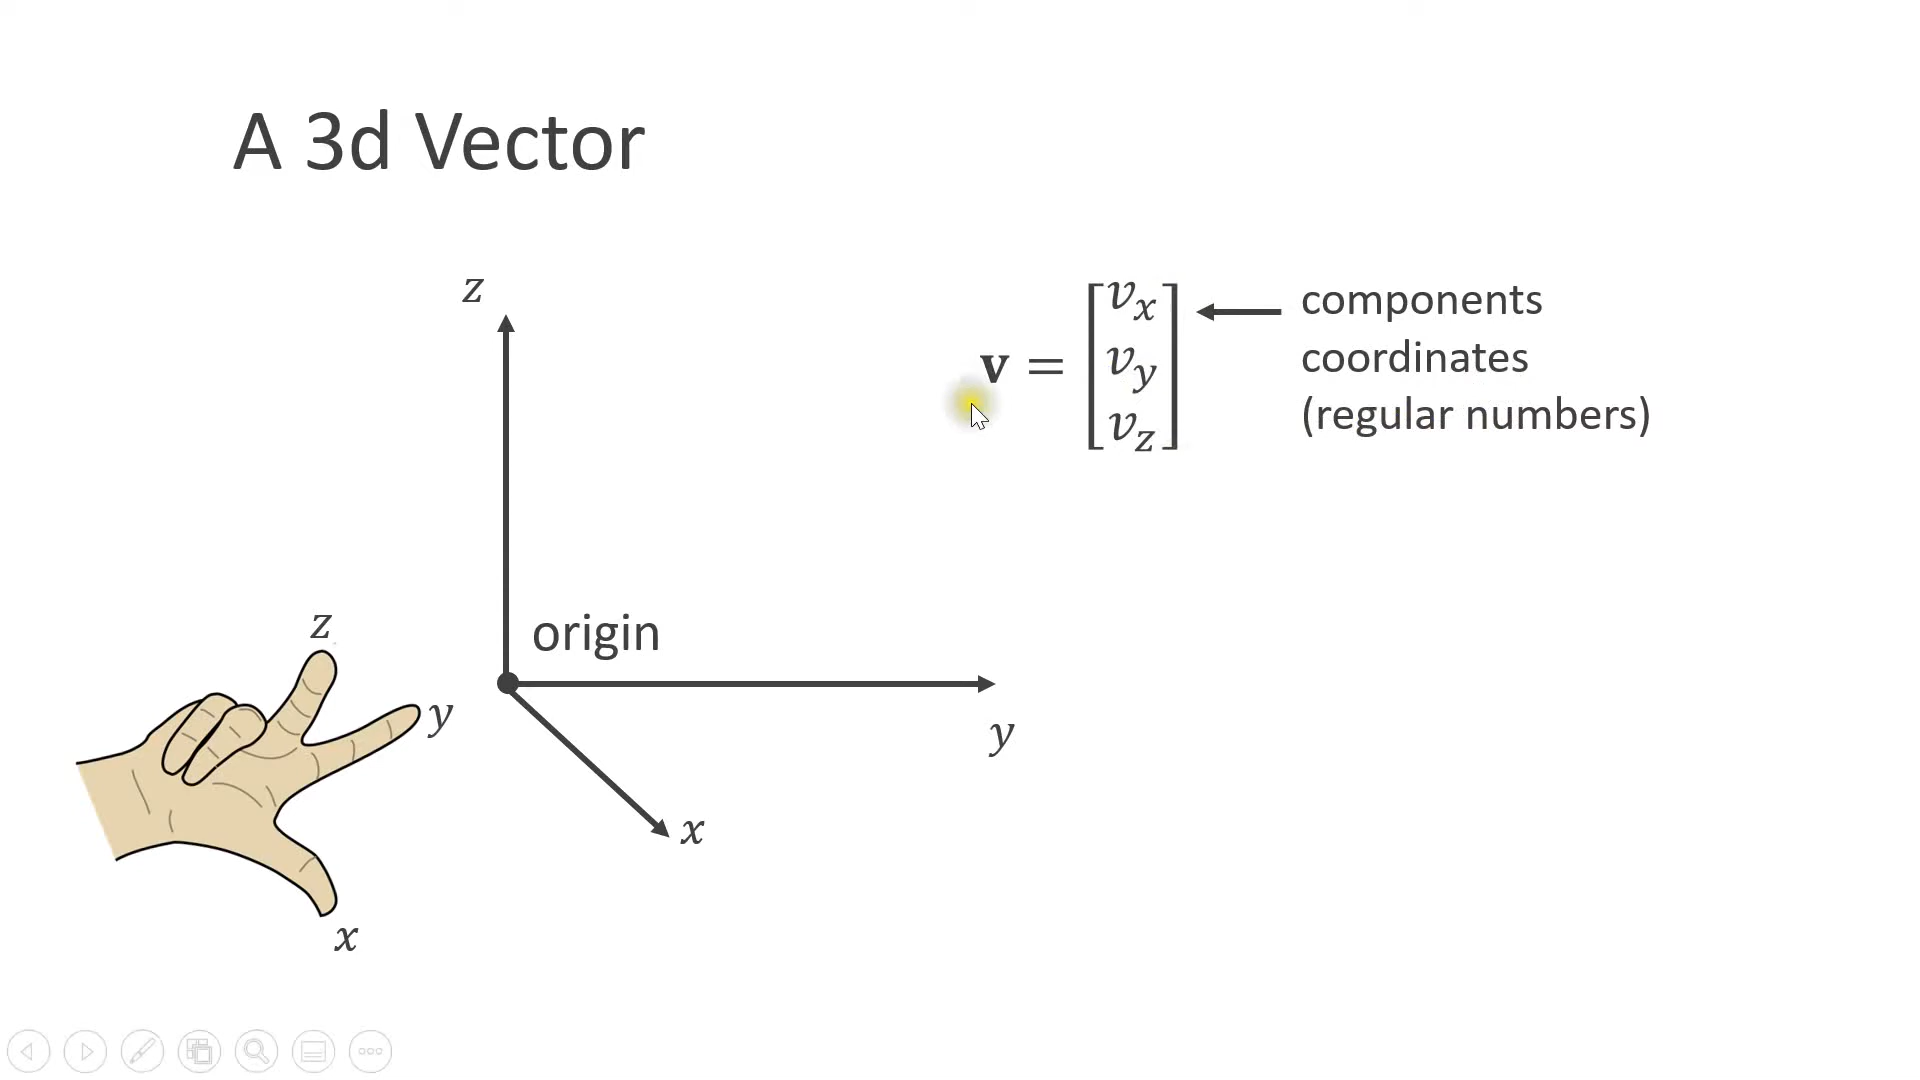 A 3d Vector
z
origin
y
x
z
y
x
𝐯 = [v_x v_y v_z]
components
coordinates
(regular numbers)